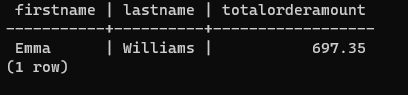 firstname | lastname | totalorderamount
-----------+----------+------------------
Emma      | Williams |           697.35
(1 row)